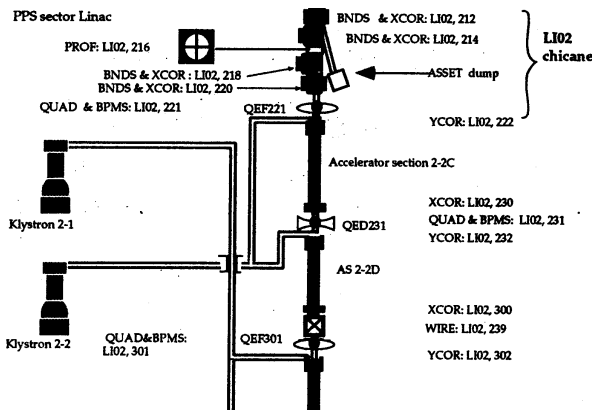 PPS sector Linac
BNDS & XCOR: LI02, 212
BNDS & XCOR: LI02, 214
LI02
chicane
PROF: LI02, 216
BNDS & XCOR : LI02, 218
ASSET dump
BNDS & XCOR: LI02, 220
QUAD & BPMS: LI02, 221
QEF221
YCOR: LI02, 222
Accelerator section 2-2C
XCOR: LI02, 230
Klystron 2-1
QED231
QUAD & BPMS: LI02, 231
YCOR: LI02, 232
AS 2-2D
XCOR: LI02, 300
WIRE: LI02, 239
Klystron 2-2
QUAD&BPMS:
LI02, 301
QEF301
YCOR: LI02, 302